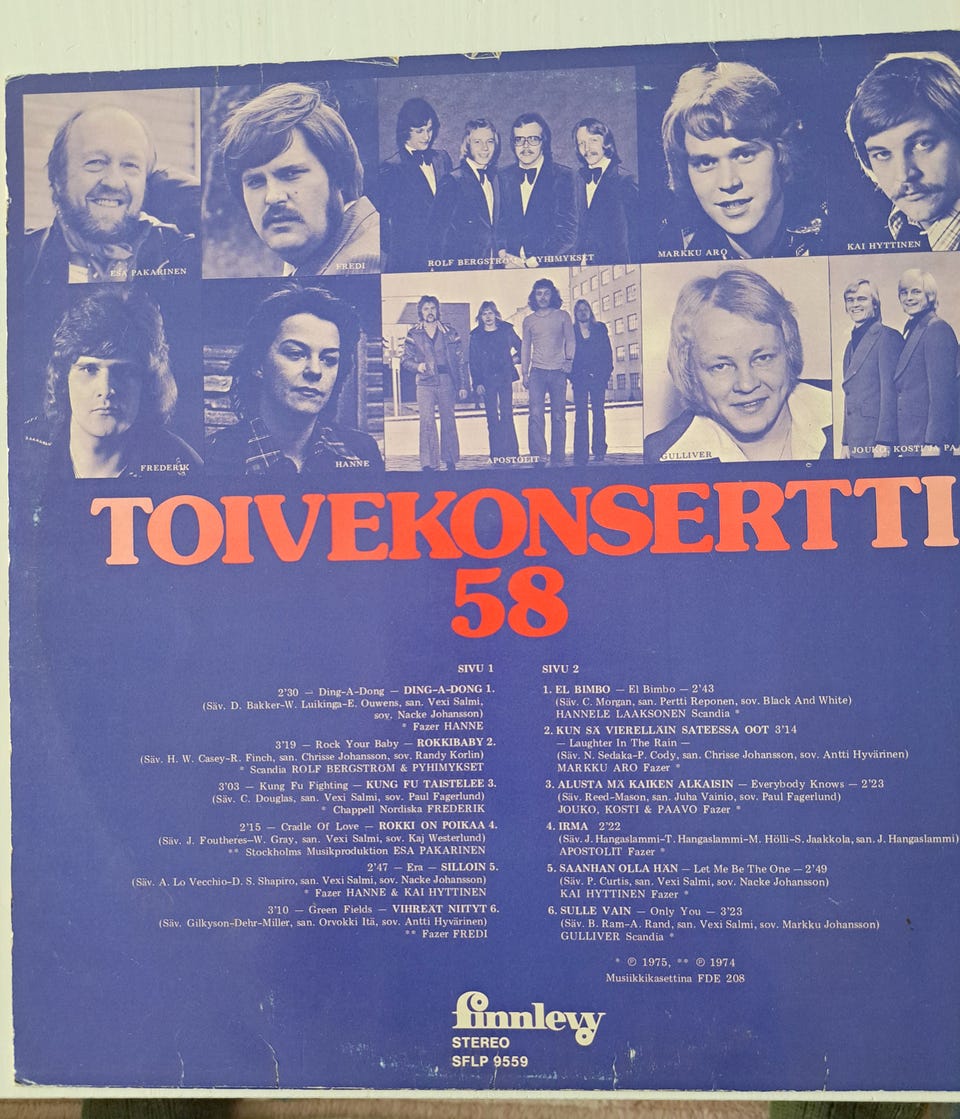 ESA PAKARINEN
FREDI
ROLF BERGSTRÖM & PYHIMYKSET
MARKKU ARO
KAI HYTTINEN
FREDERIK
HANNE
APOSTOLIT
GULLIVER
JOUKO, KOSTI JA
TOIVEKONSERTTI
58
SIVU 1
2'30 — Ding-A-Dong — DING-A-DONG 1.
(Säv. D. Bakker-W. Luikinga-E. Ouwens, san. Vexi Salmi,
sov. Nacke Johansson)
* Fazer HANNE
3'19 — Rock Your Baby — ROKKIBABY 2.
(Säv. H. W. Casey-R. Finch, san. Chrisse Johansson, sov. Randy Korlin)
* Scandia ROLF BERGSTRÖM & PYHIMYKSET
3'03 — Kung Fu Fighting — KUNG FU TAISTELEE 3.
(Säv. C. Douglas, san. Vexi Salmi, sov. Paul Fagerlund)
* Chappell Nordiska FREDERIK
2'15 — Cradle Of Love — ROKKI ON POIKAA 4.
(Säv. J. Foutheres-W. Gray, san. Vexi Salmi, sov. Kaj Westerlund)
** Stockholms Musikproduktion ESA PAKARINEN
2'47 — Era — SILLOIN 5.
(Säv. A. Lo Vecchio-D. S. Shapiro, san. Vexi Salmi, sov. Nacke Johansson)
* Fazer HANNE & KAI HYTTINEN
3'10 — Green Fields — VIHREÄT NIITYT 6.
(Säv. Gilkyson-Dehr-Miller, san. Orvokki Itä, sov. Antti Hyvärinen)
** Fazer FREDI
SIVU 2
1. EL BIMBO — El Bimbo — 2'43
(Säv. C. Morgan, san. Pertti Reponen, sov. Black And White)
HANNELE LAAKSONEN Scandia *
2. KUN SÄ VIERELLÄIN SATEESSA OOT 3'14
— Laughter In The Rain —
(Säv. N. Sedaka-P. Cody, san. Chrisse Johansson, sov. Antti Hyvärinen)
MARKKU ARO Fazer *
3. ALUSTA MÄ KAIKEN ALKAISIN — Everybody Knows — 2'23
(Säv. Reed-Mason, san. Juha Vainio, sov. Paul Fagerlund)
JOUKO, KOSTI & PAAVO Fazer *
4. IRMA 2'22
(Säv. J. Hangaslammi-T. Hangaslammi-M. Hölli-S. Jaakkola, san. J. Hangaslammi)
APOSTOLIT Fazer *
5. SAANHAN OLLA HÄN — Let Me Be The One — 2'49
(Säv. P. Curtis, san. Vexi Salmi, sov. Nacke Johansson)
KAI HYTTINEN Fazer *
6. SULLE VAIN — Only You — 3'23
(Säv. B. Ram-A. Rand, san. Vexi Salmi, sov. Markku Johansson)
GULLIVER Scandia *
* ℗ 1975, ** ℗ 1974
Musiikkikasettina FDE 208
finnlevy
STEREO
SFLP 9559